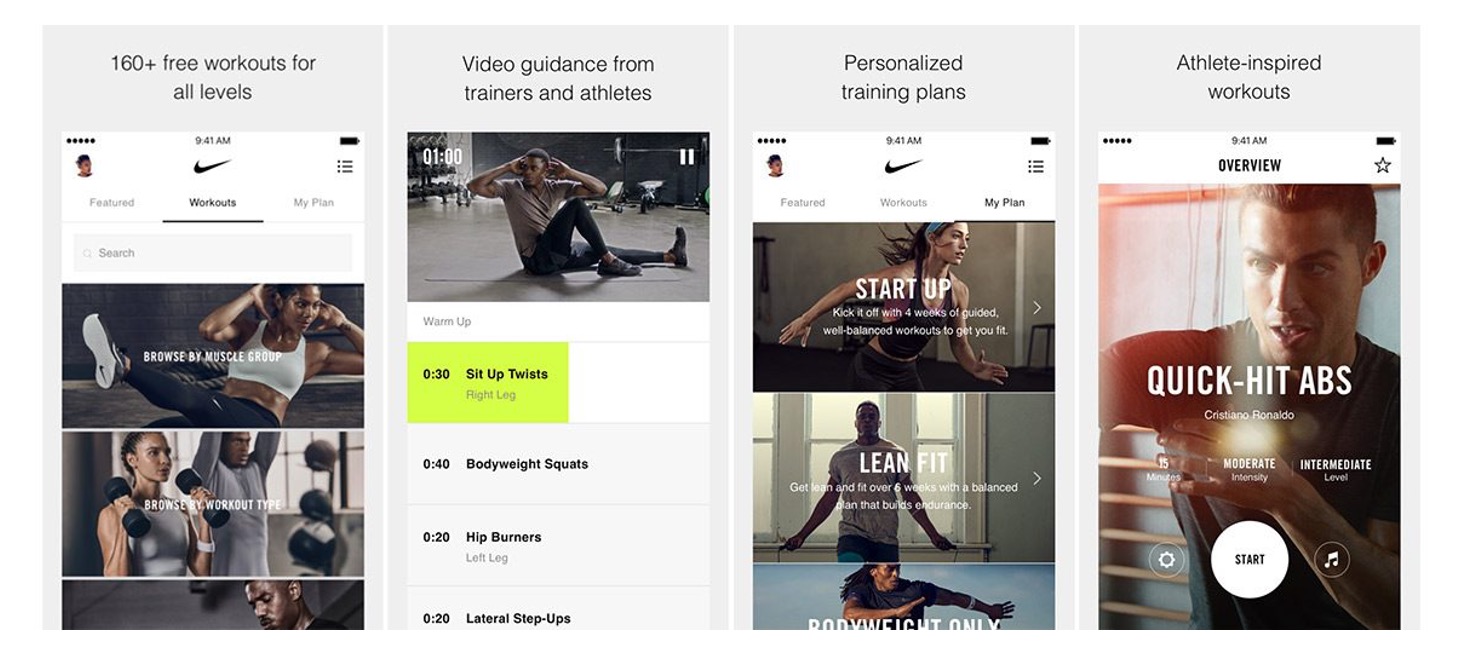 160+ free workouts for
all levels
9:41 AM
Featured
Workouts
My Plan
Search
BROWSE BY MUSCLE GROUP
BROWSE BY WORKOUT TYPE
Video guidance from
trainers and athletes
01:00
Warm Up
0:30 Sit Up Twists
Right Leg
0:40 Bodyweight Squats
0:20 Hip Burners
Left Leg
0:20 Lateral Step-Ups
Personalized
training plans
9:41 AM
Featured
Workouts
My Plan
START UP
Kick it off with 4 weeks of guided,
well-balanced workouts to get you fit.
LEAN FIT
Get lean and fit over 6 weeks with a balanced
plan that builds endurance.
BODYWEIGHT ONLY
Athlete-inspired
workouts
9:41 AM
OVERVIEW
QUICK-HIT ABS
Cristiano Ronaldo
15
Minutes
MODERATE
Intensity
INTERMEDIATE
Level
START